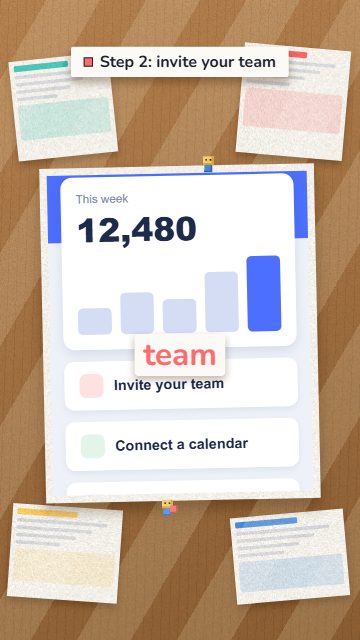 Step 2: invite your team
This week
12,480
team
Invite your team
Connect a calendar